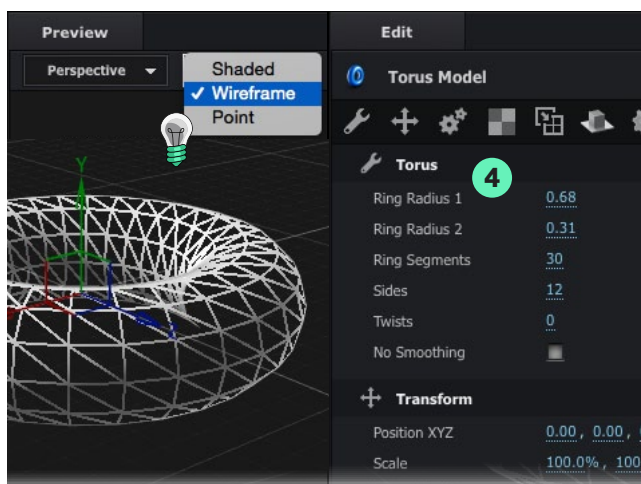 Preview
Perspective
Shaded
✓ Wireframe
Point
Y
Z
Edit
Torus Model
Torus
4
Ring Radius 1 0.68
Ring Radius 2 0.31
Ring Segments 30
Sides 12
Twists 0
No Smoothing
Transform
Position XYZ 0.00 , 0.00 ,
Scale 100.0% , 100